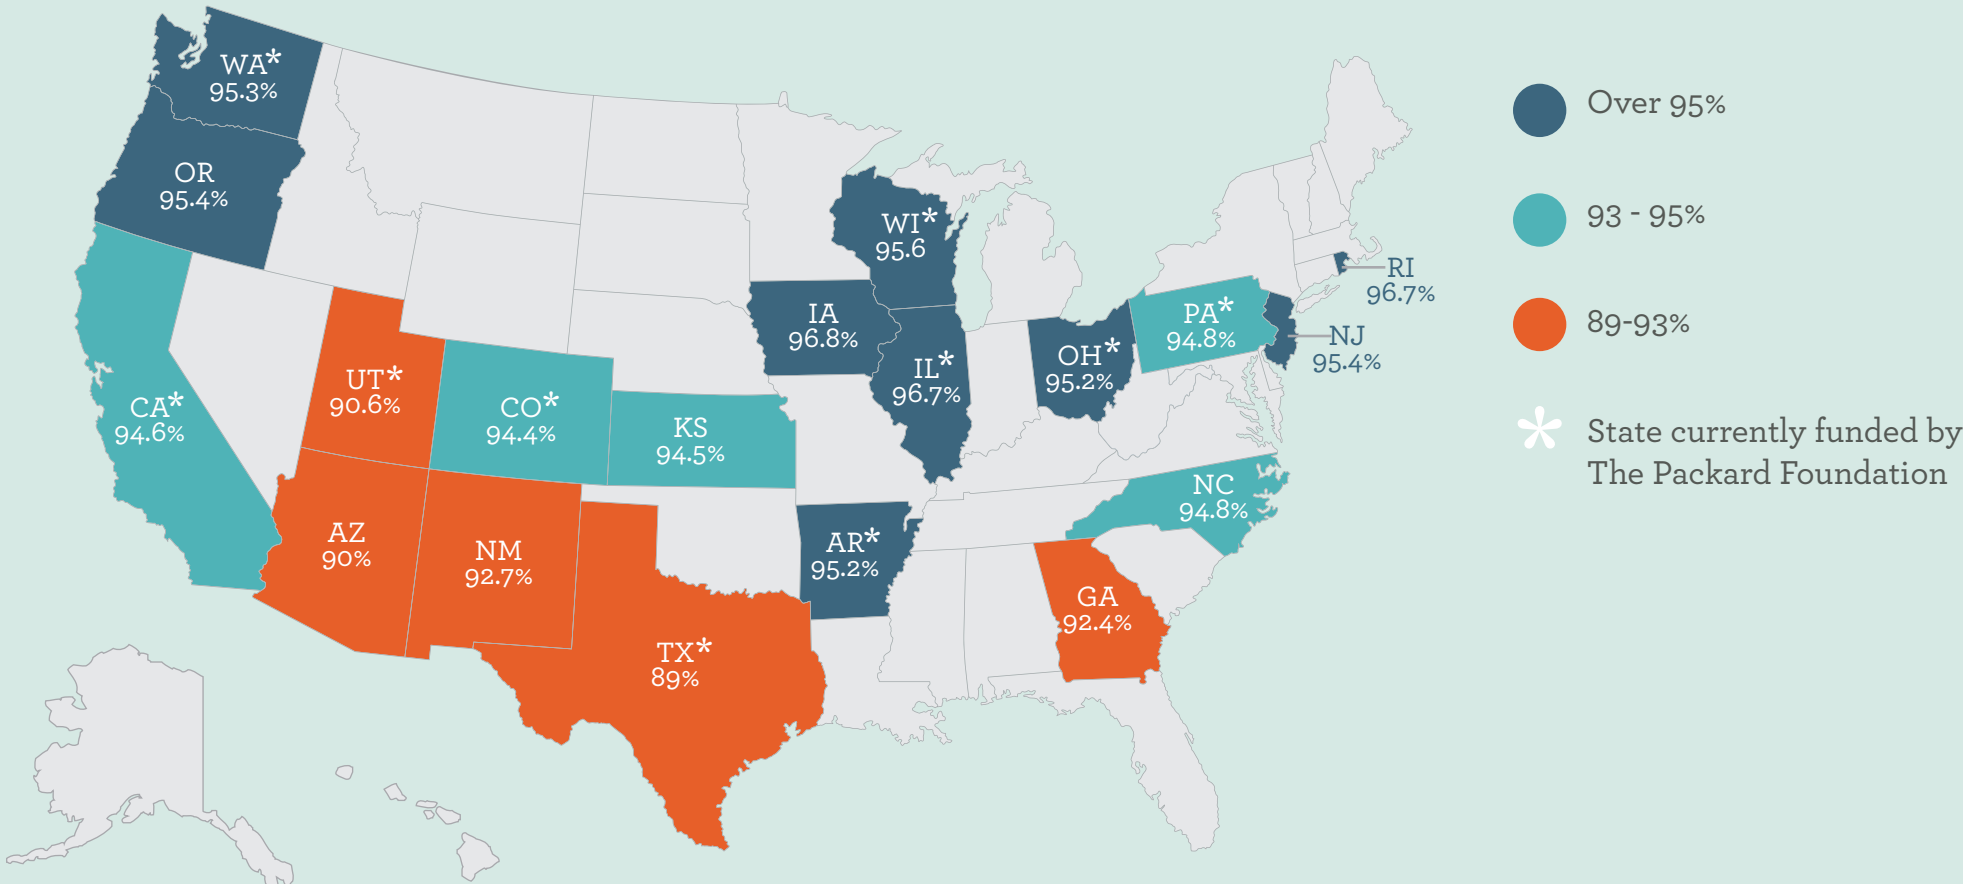 WA*
95.3%
OR
95.4%
CA*
94.6%
UT*
90.6%
AZ
90%
CO*
94.4%
NM
92.7%
KS
94.5%
TX*
89%
WI*
95.6
IA
96.8%
IL*
96.7%
AR*
95.2%
OH*
95.2%
PA*
94.8%
NC
94.8%
GA
92.4%
RI
96.7%
NJ
95.4%
Over 95%
93 - 95%
89-93%
* State currently funded by
The Packard Foundation